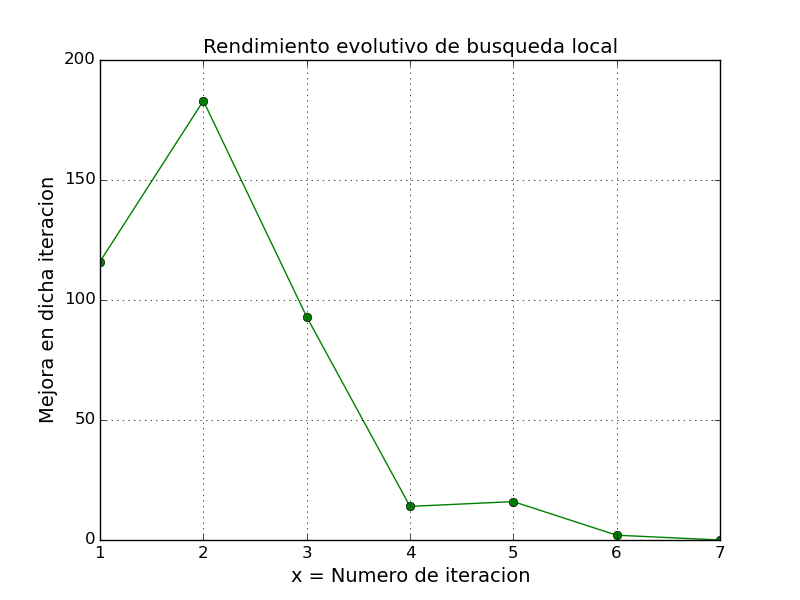 Rendimiento evolutivo de busqueda local
200
150
100
50
0
Mejora en dicha iteracion
1 2 3 4 5 6 7
x = Numero de iteracion